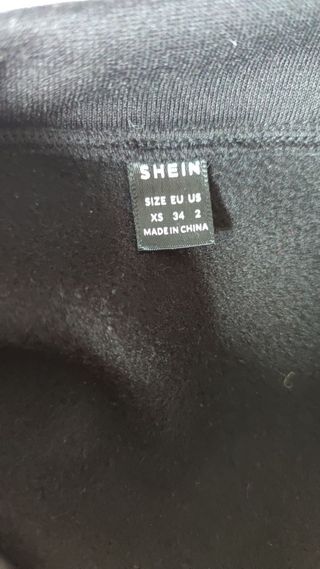 SHEIN
SIZE EU US
XS 34 2
MADE IN CHINA